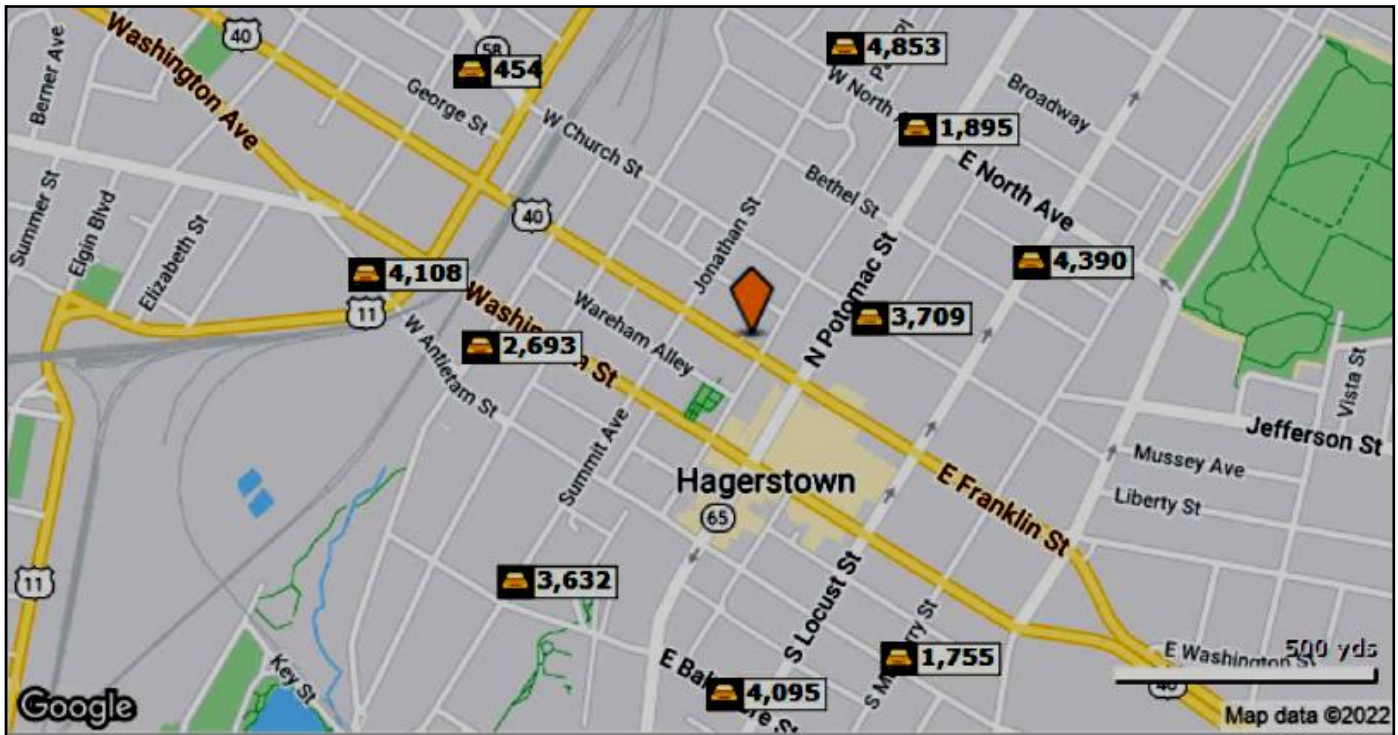 40
Washington Ave
Berner Ave
58
454
4,853
W North
Broadway
George St
W Church St
1,895
E North Ave
Bethel St
Summer St
Elgin Blvd
Elizabeth St
40
Jonathan St
N Potomac St
4,390
4,108
11
Washington St
Wareham Alley
3,709
2,693
W Antietam St
Vista St
Summit Ave
Jefferson St
Mussey Ave
Hagerstown
E Franklin St
Liberty St
65
11
3,632
S Locust St
1,755
E Washington St
500 yds
Key St
4,095
40
Google
Map data ©2022